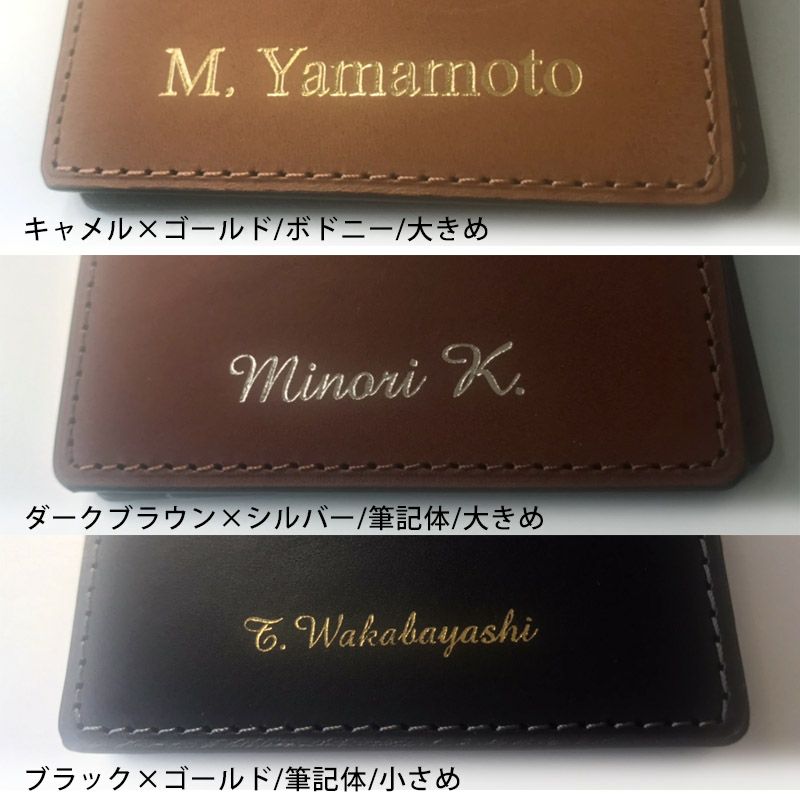 M. Yamamoto
キャメル×ゴールド/ボドニー/大きめ
Minori K.
ダークブラウン×シルバー/筆記体/大きめ
T. Wakabayashi
ブラック×ゴールド/筆記体/小さめ